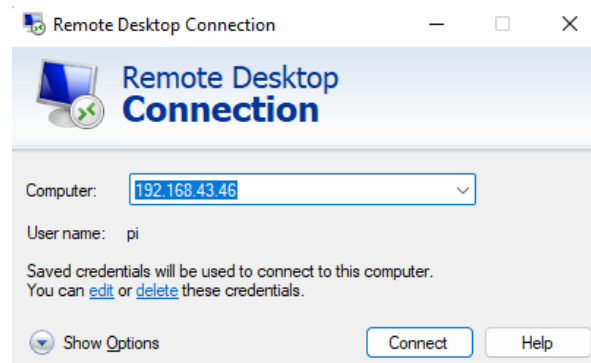 Remote Desktop Connection
Remote Desktop
Connection
Computer: 192.168.43.46
User name: pi
Saved credentials will be used to connect to this computer.
You can edit or delete these credentials.
Show Options Connect Help